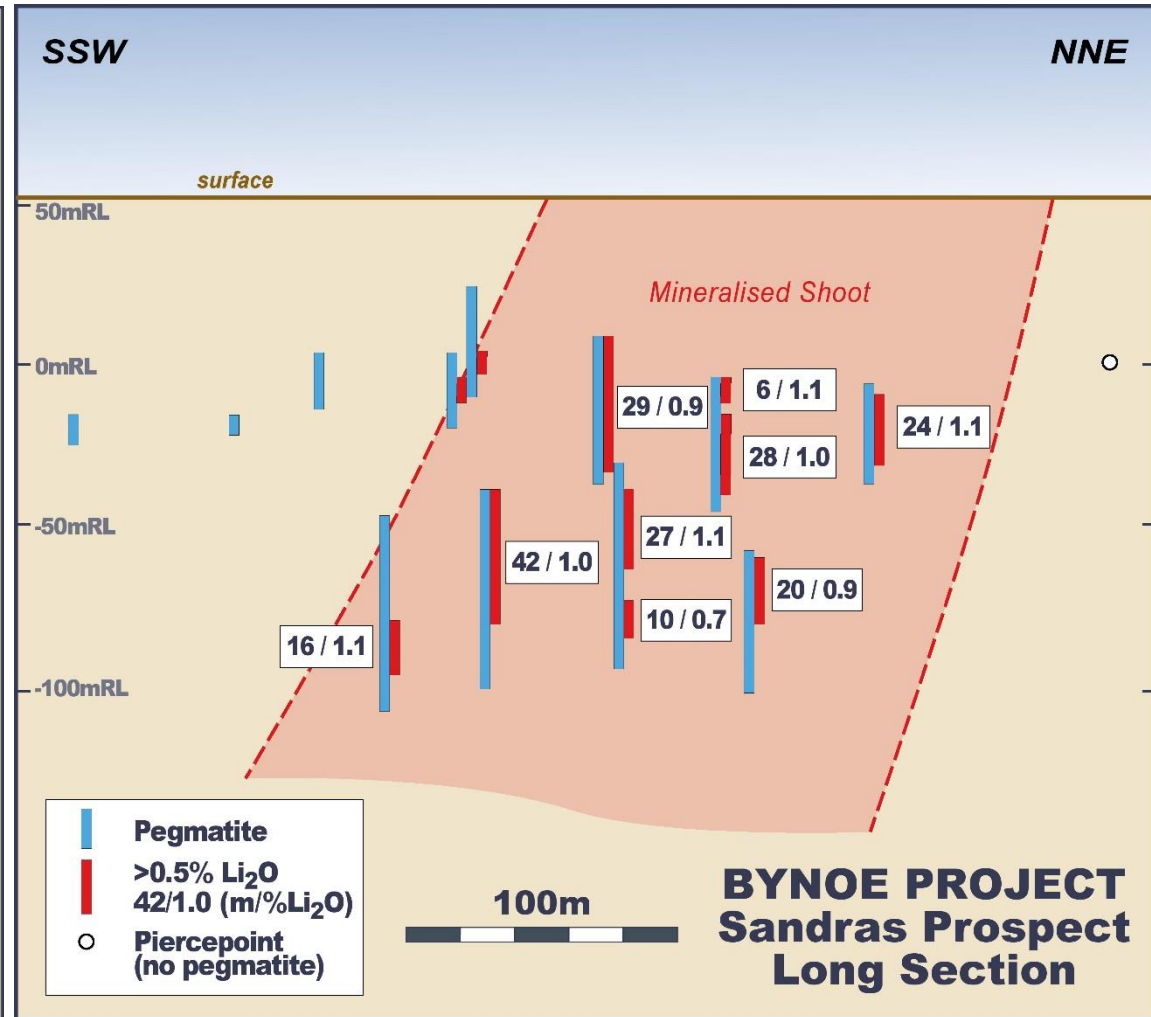 SSW
NNE
surface
50mRL
Mineralised Shoot
0mRL
6 / 1.1
29 / 0.9
24 / 1.1
28 / 1.0
-50mRL
27 / 1.1
42 / 1.0
20 / 0.9
10 / 0.7
16 / 1.1
-100mRL
Pegmatite
>0.5% Li₂O
42/1.0 (m/%Li₂O)
Piercepoint
(no pegmatite)
100m
BYNOE PROJECT
Sandras Prospect
Long Section